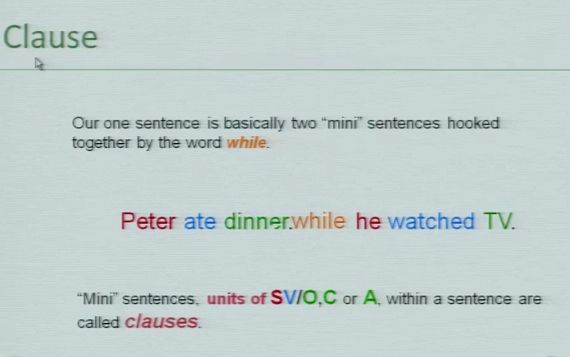 Clause
Our one sentence is basically two “mini” sentences hooked
together by the word while.
Peter ate dinner.while he watched TV.
“Mini” sentences, units of SV/O,C or A, within a sentence are
called clauses.